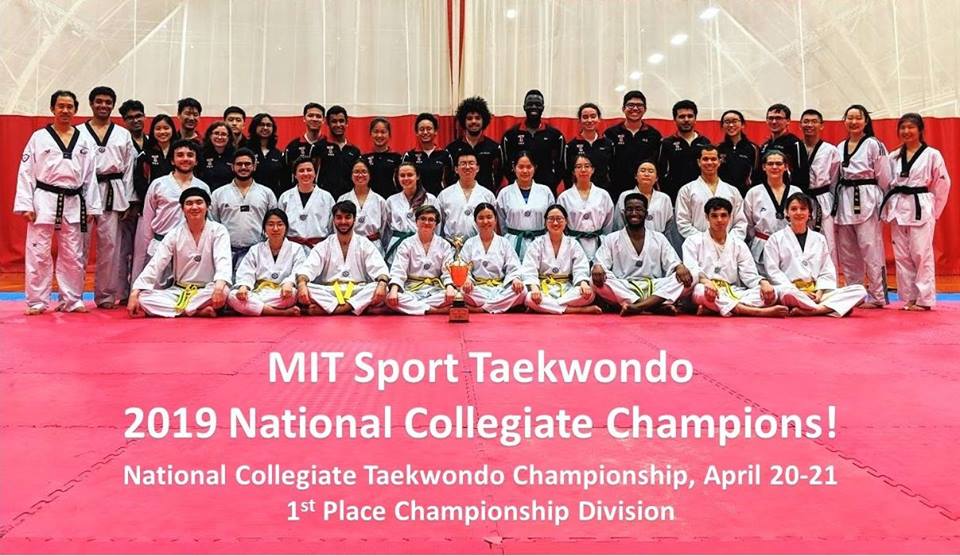 MIT Sport Taekwondo
2019 National Collegiate Champions!
National Collegiate Taekwondo Championship, April 20-21
1st Place Championship Division